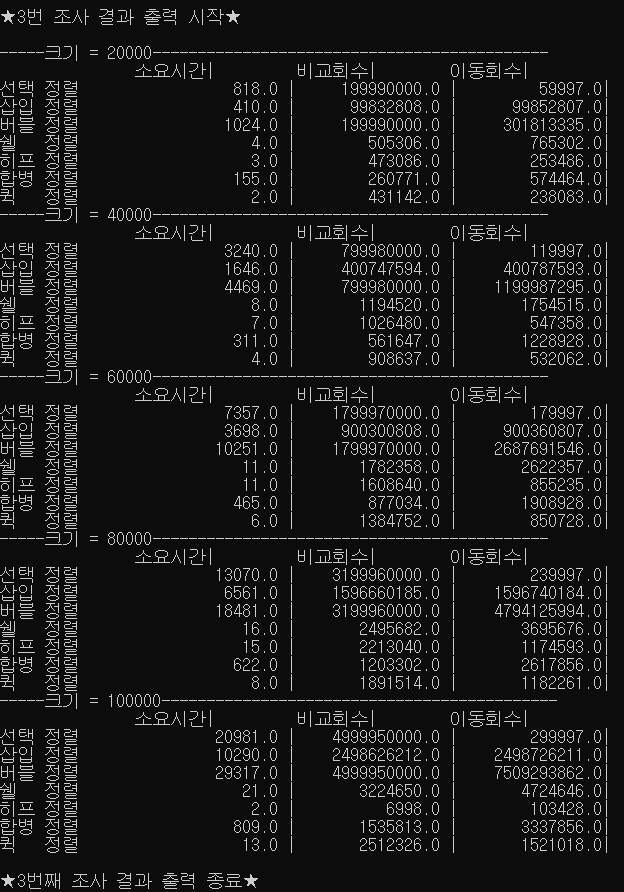 ★3번 조사 결과 출력 시작★
-----크기 = 20000--------------------------------------------
소요시간| 비교회수|이동회수|
선택 정렬 818.0 | 199990000.0 | 59997.0|
삽입 정렬 410.0 | 99832808.0 | 99852807.0|
버블 정렬 1024.0 | 199990000.0 | 301813335.0|
쉘 정렬 4.0 | 505306.0 | 765302.0|
히프 정렬 3.0 | 473086.0 | 253486.0|
합병 정렬 155.0 | 260771.0 | 574464.0|
퀵 정렬 2.0 | 431142.0 | 238083.0|
-----크기 = 40000--------------------------------------------
소요시간| 비교회수| 이동회수|
선택 정렬 3240.0 | 799980000.0 | 119997.0|
삽입 정렬 1646.0 | 400747594.0 | 400787593.0|
버블 정렬 4469.0 | 799980000.0 | 1199987295.0|
쉘 정렬 8.0 | 1194520.0 | 1754515.0|
히프 정렬 7.0 | 1026480.0 | 547358.0|
합병 정렬 311.0 | 561647.0 | 1228928.0|
퀵 정렬 4.0 | 908637.0 | 532062.0|
-----크기 = 60000--------------------------------------------
소요시간| 비교회수| 이동회수|
선택 정렬 7357.0 | 1799970000.0 | 179997.0|
삽입 정렬 3698.0 | 900300808.0 | 900360807.0|
버블 정렬 10251.0 | 1799970000.0 | 2687691546.0|
쉘 정렬 11.0 | 1782358.0 | 2622357.0|
히프 정렬 11.0 | 1608640.0 | 855235.0|
합병 정렬 465.0 | 877034.0 | 1908928.0|
퀵 정렬 6.0 | 1384752.0 | 850728.0|
-----크기 = 80000--------------------------------------------
소요시간| 비교회수| 이동회수|
선택 정렬 13070.0 | 3199960000.0 | 239997.0|
삽입 정렬 6561.0 | 1596660185.0 | 1596740184.0|
버블 정렬 18481.0 | 3199960000.0 | 4794125994.0|
쉘 정렬 16.0 | 2495682.0 | 3695676.0|
히프 정렬 15.0 | 2213040.0 | 1174593.0|
합병 정렬 622.0 | 1203302.0 | 2617856.0|
퀵 정렬 8.0 | 1891514.0 | 1182261.0|
-----크기 = 100000--------------------------------------------
소요시간| 비교회수| 이동회수|
선택 정렬 20981.0 | 4999950000.0 | 299997.0|
삽입 정렬 10290.0 | 2498626212.0 | 2498726211.0|
버블 정렬 29317.0 | 4999950000.0 | 7509293862.0|
쉘 정렬 21.0 | 3224650.0 | 4724646.0|
히프 정렬 2.0 | 6998.0 | 103428.0|
합병 정렬 809.0 | 1535813.0 | 3337856.0|
퀵 정렬 13.0 | 2512326.0 | 1521018.0|
★3번째 조사 결과 출력 종료★